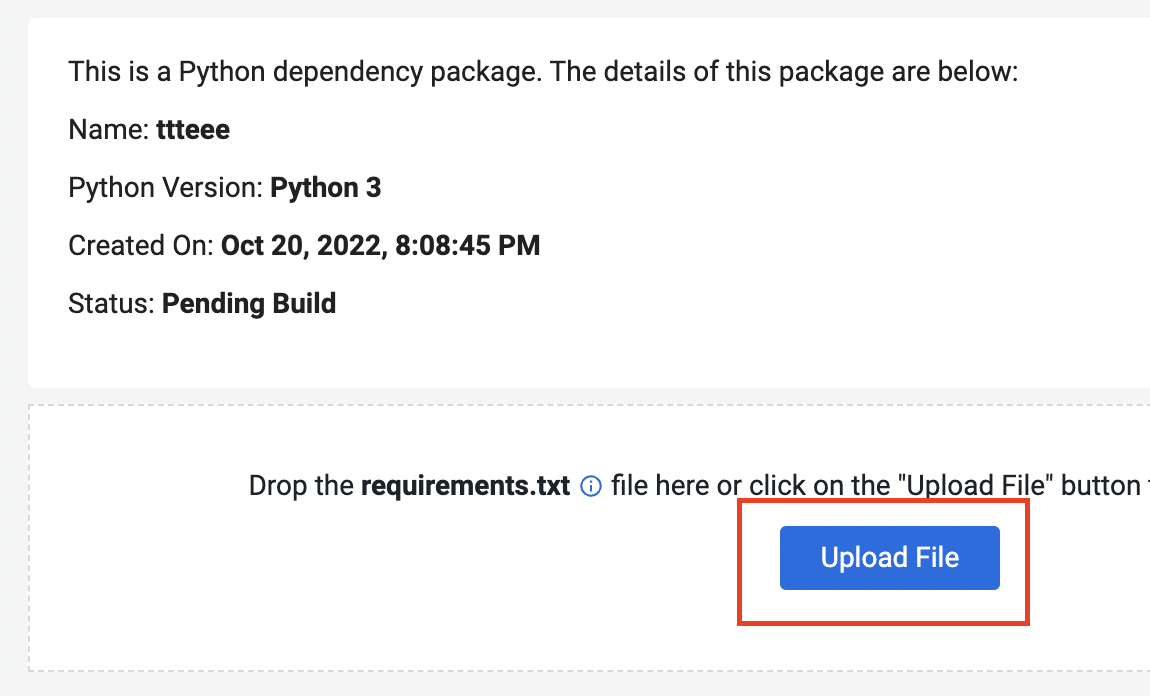 This is a Python dependency package. The details of this package are below:
Name: ttteee
Python Version: Python 3
Created On: Oct 20, 2022, 8:08:45 PM
Status: Pending Build
Drop the requirements.txt file here or click on the "Upload File" button
Upload File